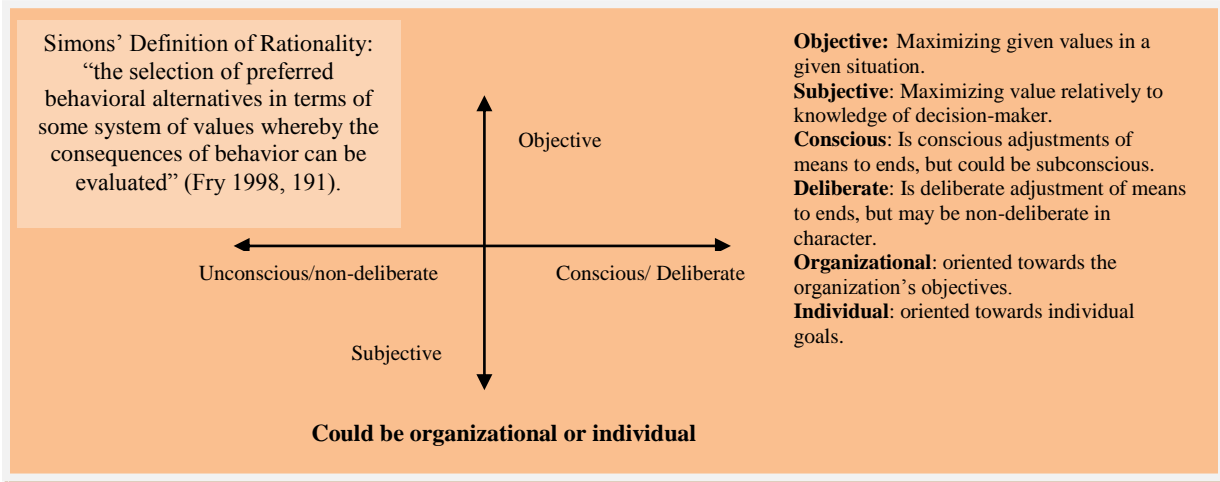 Simons’ Definition of Rationality:
“the selection of preferred
behavioral alternatives in terms of
some system of values whereby the
consequences of behavior can be
evaluated” (Fry 1998, 191).
Objective
Unconscious/non-deliberate
Conscious/ Deliberate
Subjective
Could be organizational or individual
Objective: Maximizing given values in a
given situation.
Subjective: Maximizing value relatively to
knowledge of decision-maker.
Conscious: Is conscious adjustments of
means to ends, but could be subconscious.
Deliberate: Is deliberate adjustment of means
to ends, but may be non-deliberate in
character.
Organizational: oriented towards the
organization’s objectives.
Individual: oriented towards individual
goals.